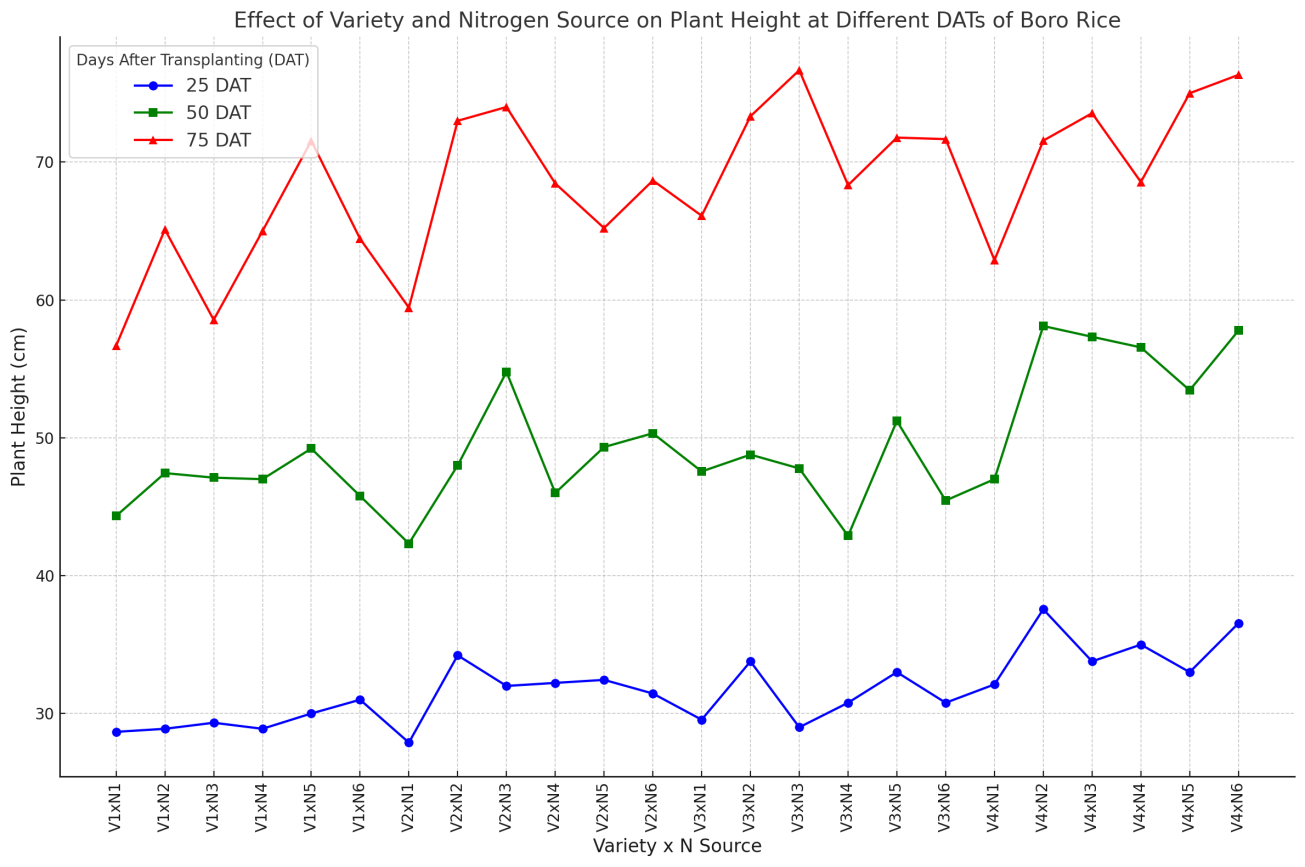 Effect of Variety and Nitrogen Source on Plant Height at Different DATs of Boro Rice
Days After Transplanting (DAT)
25 DAT
50 DAT
75 DAT
Plant Height (cm)
70
60
50
40
30
V1xN1
V1xN2
V1xN3
V1xN4
V1xN5
V1xN6
V2xN1
V2xN2
V2xN3
V2xN4
V2xN5
V2xN6
V3xN1
V3xN2
V3xN3
V3xN4
V3xN5
V3xN6
V4xN1
V4xN2
V4xN3
V4xN4
V4xN5
V4xN6
Variety x N Source